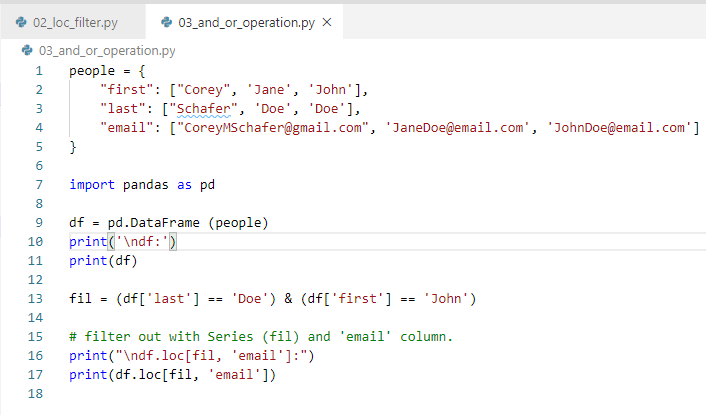 02_loc_filter.py
03_and_or_operation.py ×
03_and_or_operation.py
1 people = {
2     "first": ["Corey", 'Jane', 'John'],
3     "last": ["Schafer", 'Doe', 'Doe'],
4     "email": ["CoreyMSchafer@gmail.com", 'JaneDoe@email.com', 'JohnDoe@email.com']
5 }
6
7 import pandas as pd
8
9 df = pd.DataFrame (people)
10 print('\ndf:')
11 print(df)
12
13 fil = (df['last'] == 'Doe') & (df['first'] == 'John')
14
15 # filter out with Series (fil) and 'email' column.
16 print("\ndf.loc[fil, 'email']:")
17 print(df.loc[fil, 'email'])
18